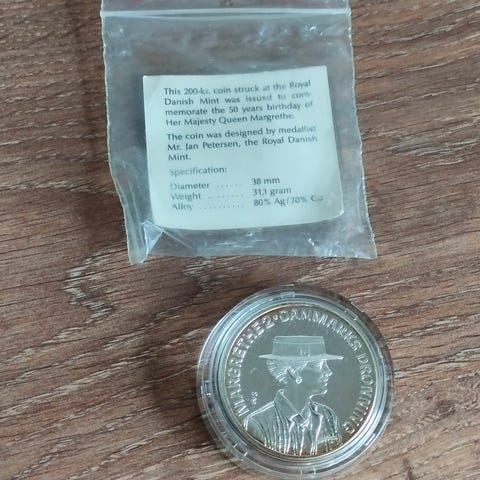 This 200-kr. coin struck at the Royal
Danish Mint was issued to com-
memorate the 50 years birthday of
Her Majesty Queen Margrethe.
The coin was designed by medallist
Mr. Jan Petersen, the Royal Danish
Mint.
Specification:
Diameter ...... 38 mm
Weight ........ 31,1 gram
Alloy .......... 80% Ag/20% Cu
MARGRETHE 2 · DANMARKS DRONNING